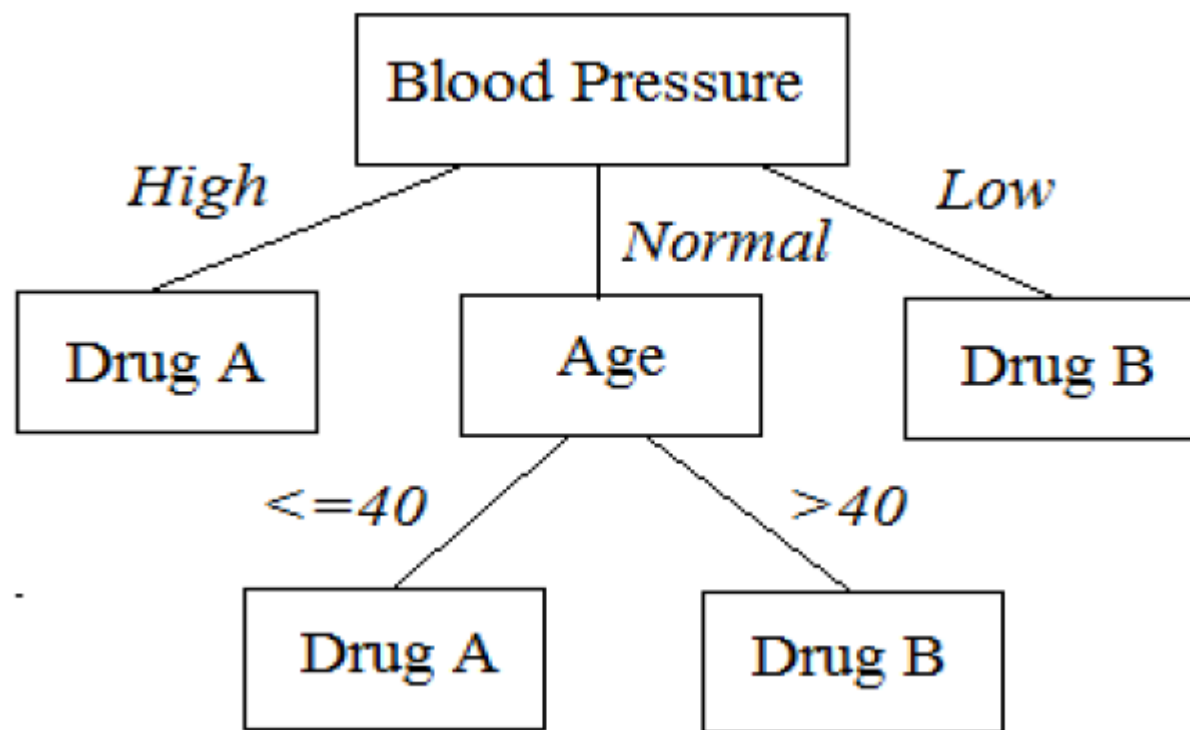 Blood Pressure
High
Normal
Low
Drug A
Age
Drug B
<=40
>40
Drug A
Drug B